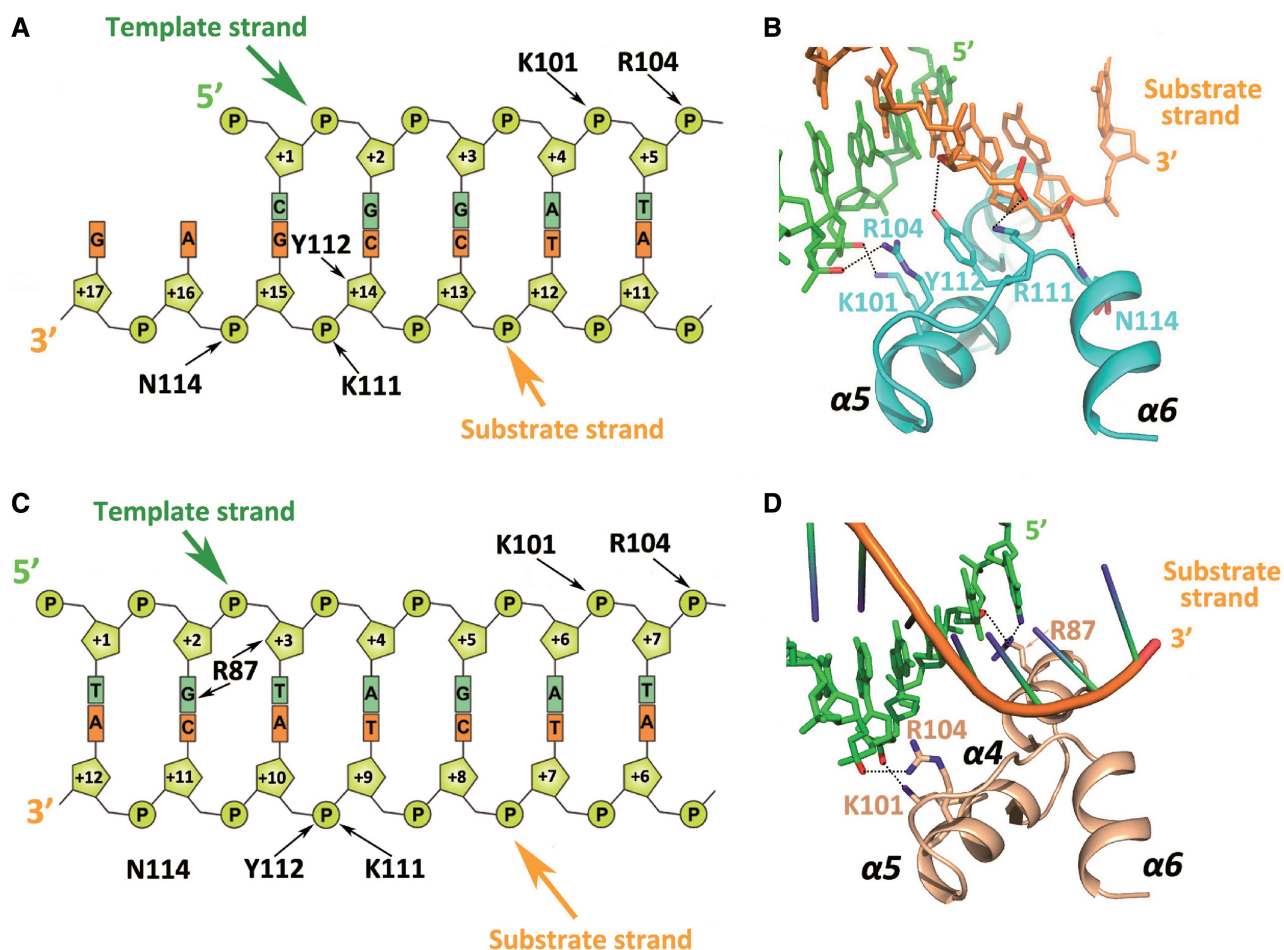 A
Template strand
K101 R104
5’
P P P P P P
+1 +2 +3 +4 +5
C G G A T
G A G C C T A
Y112
+17 +16 +15 +14 +13 +12 +11
3’
P P P P P P P
N114 K111
Substrate strand
B
5’
Substrate
strand
3’
R104
Y112
K101
R111
N114
α5
α6
C
Template strand
K101 R104
5’
P P P P P P P P
+1 +2 +3 +4 +5 +6 +7
R87
T G T A G A T
A C A T C T A
+12 +11 +10 +9 +8 +7 +6
3’
P P P P P P P
N114 Y112 K111
Substrate strand
D
5’
Substrate
strand
3’
R87
R104
α4
K101
α5
α6